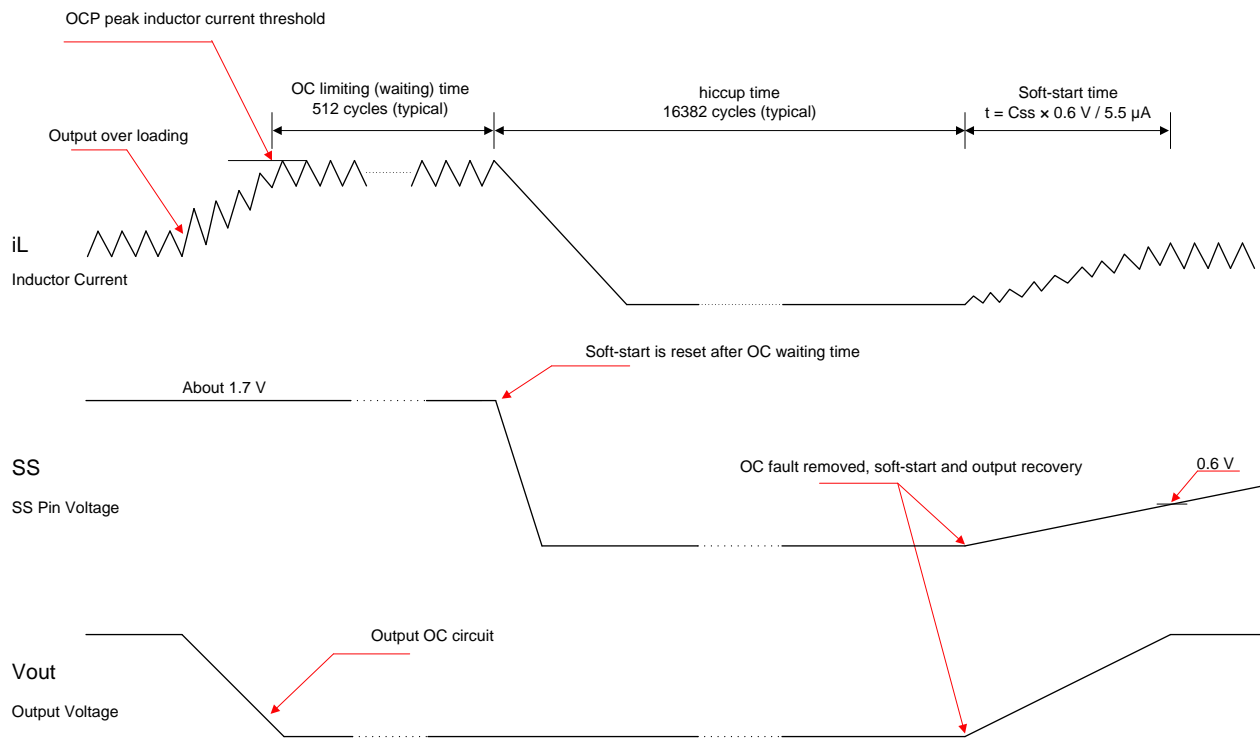 OCP peak inductor current threshold
OC limiting (waiting) time
512 cycles (typical)
hiccup time
16382 cycles (typical)
Soft-start time
t = Css × 0.6 V / 5.5 µA
Output over loading
iL
Inductor Current
Soft-start is reset after OC waiting time
About 1.7 V
SS
SS Pin Voltage
OC fault removed, soft-start and output recovery
0.6 V
Output OC circuit
Vout
Output Voltage